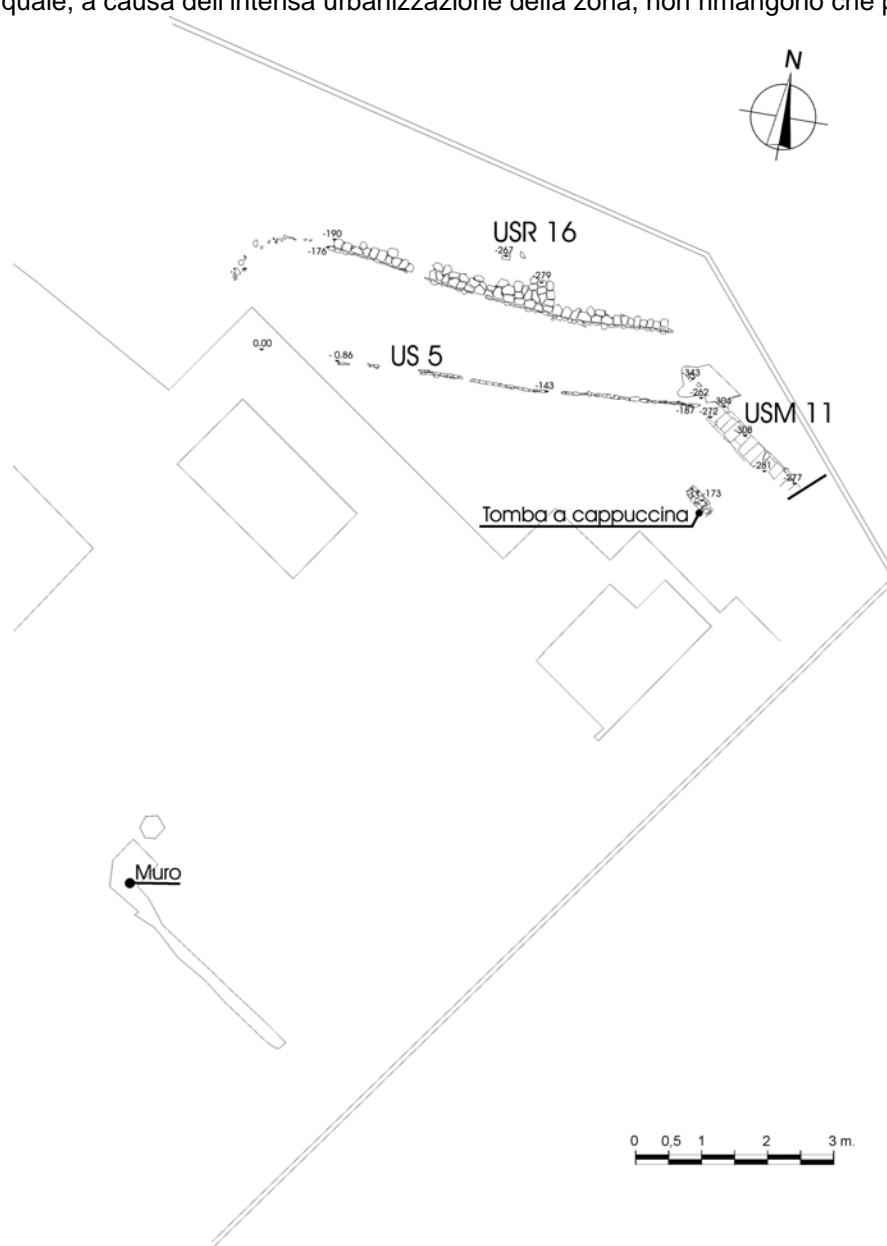 quale, a causa dell'intensa urbanizzazione della zona, non rimangono che p
N
USR 16
-190
-176
-267
-279
0.00
- 0.86
US 5
-143
-343
-262
-304
-187
-272
USM 11
-308
-281
-277
-173
Tomba a cappuccina
Muro
0 0,5 1 2 3 m.